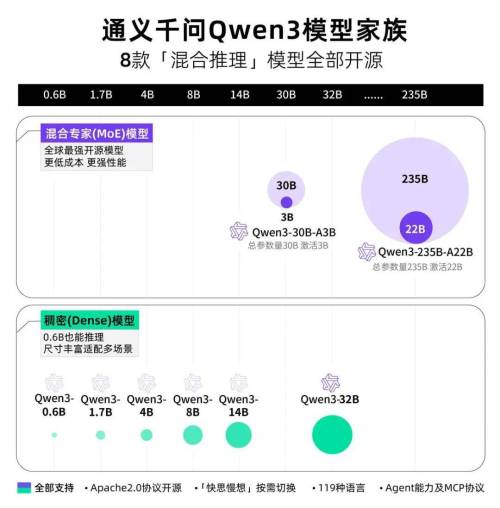 通义千问Qwen3模型家族
8款「混合推理」模型全部开源
0.6B 1.7B 4B 8B 14B 30B 32B ...... 235B
混合专家(MoE)模型
全球最强开源模型
更低成本 更强性能
30B
3B
Qwen3-30B-A3B
总参数量30B 激活3B
235B
22B
Qwen3-235B-A22B
总参数量235B 激活22B
稠密(Dense)模型
0.6B也能推理
尺寸丰富适配多场景
Qwen3-
0.6B
Qwen3-
1.7B
Qwen3-
4B
Qwen3-
8B
Qwen3-
14B
Qwen3-32B
全部支持 •Apache2.0协议开源 •「快思慢想」按需切换 •119种语言 •Agent能力及MCP协议